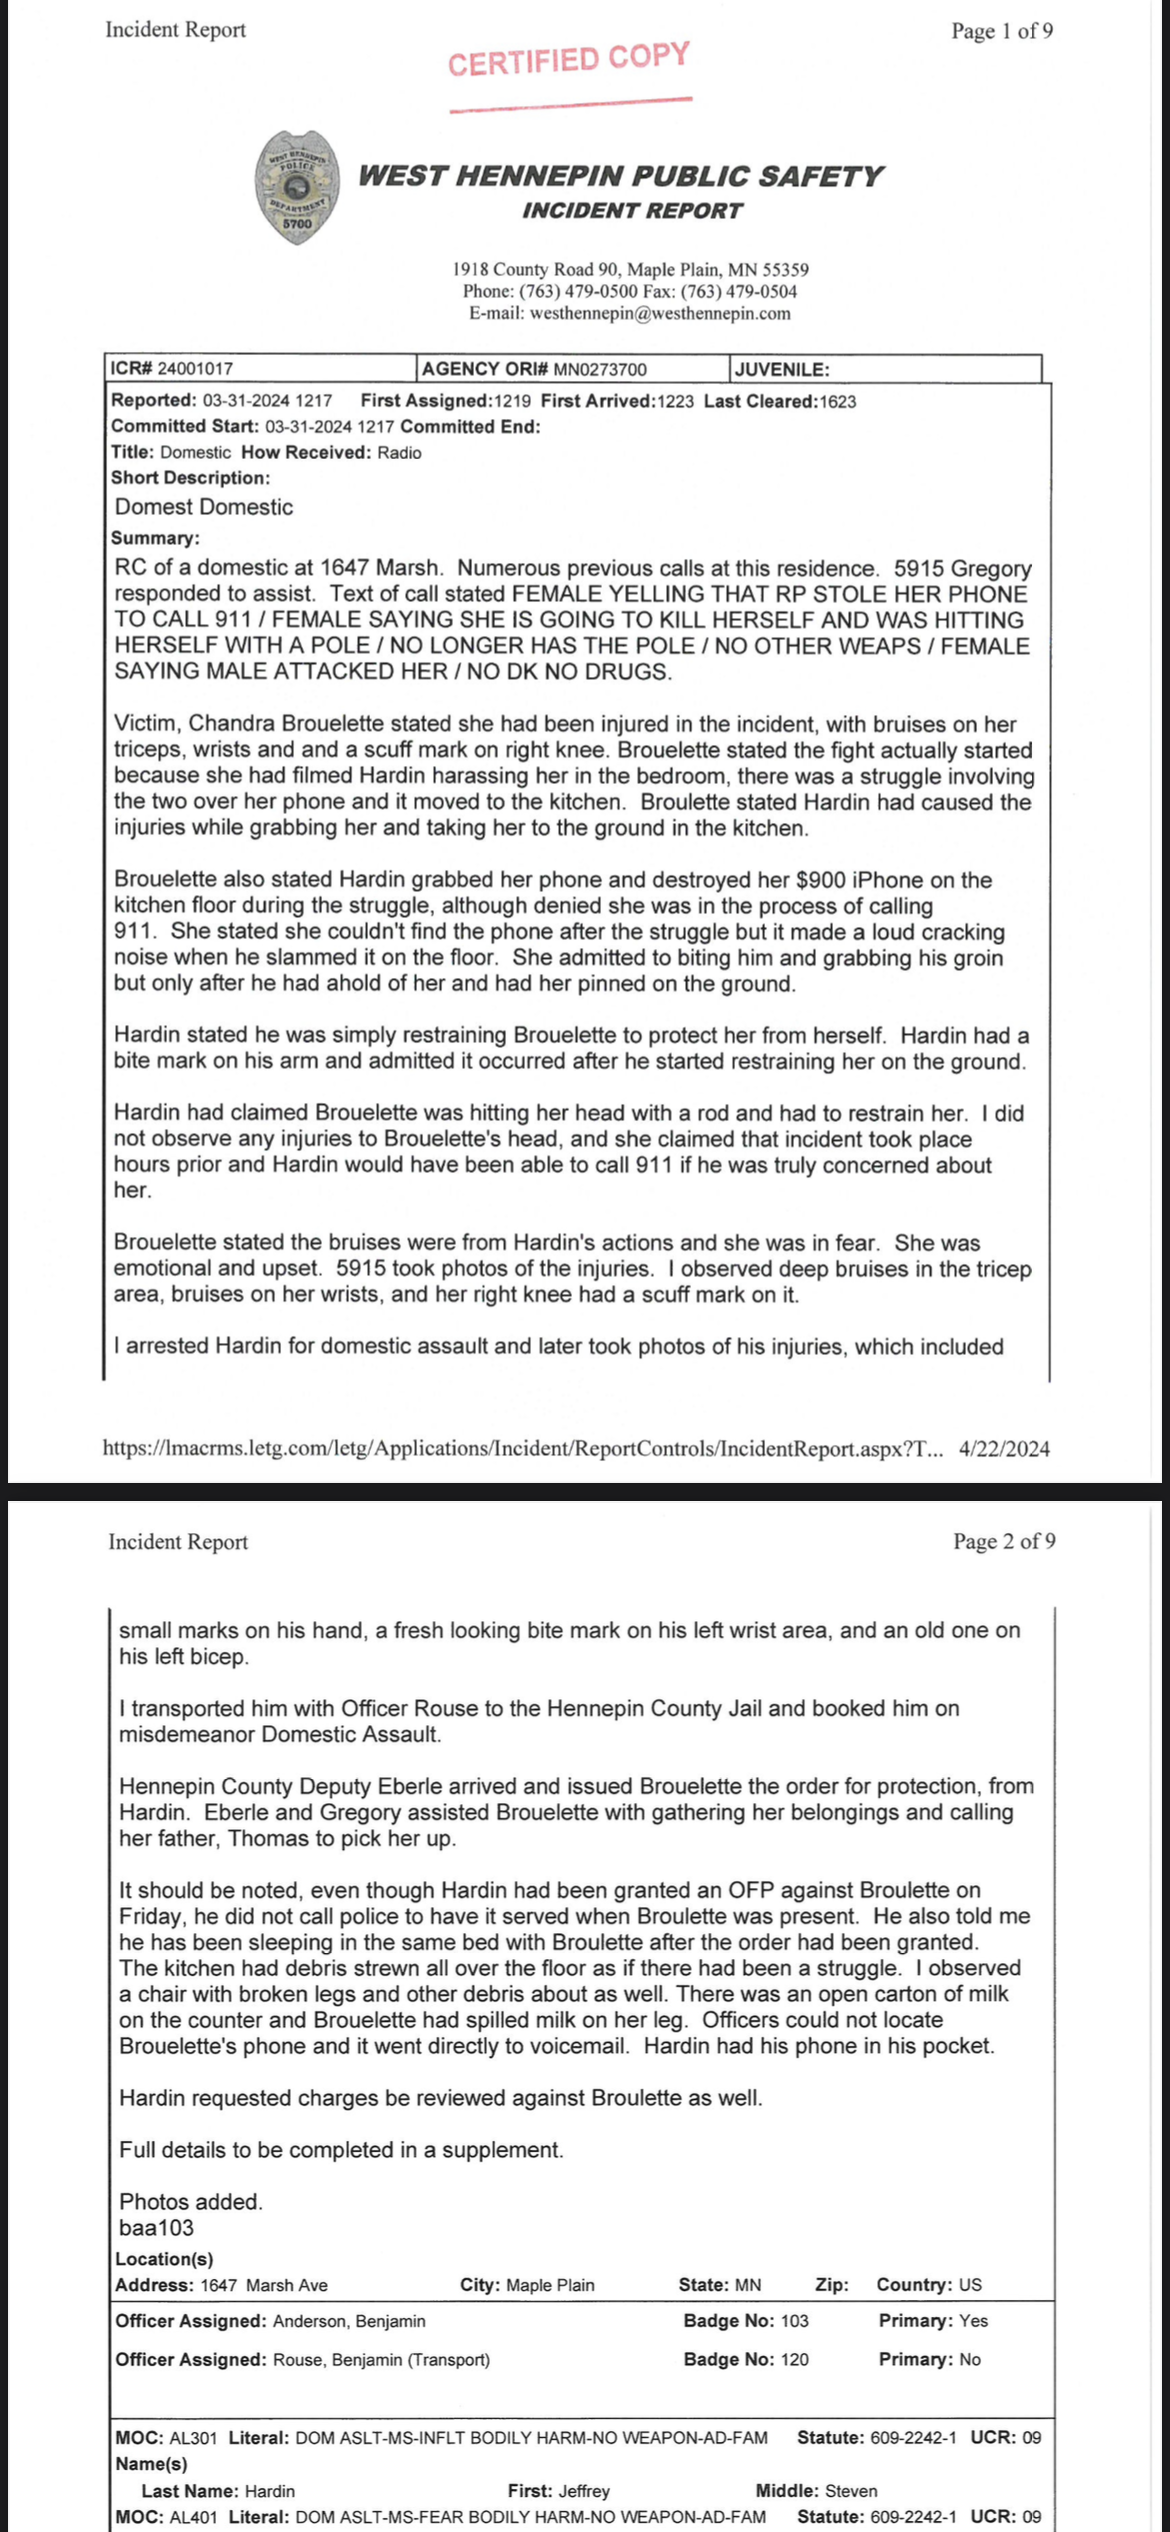 Incident Report
Page 1 of 9
CERTIFIED COPY
WEST HENNEPIN
POLICE
DEPARTMENT
5700
WEST HENNEPIN PUBLIC SAFETY
INCIDENT REPORT
1918 County Road 90, Maple Plain, MN 55359
Phone: (763) 479-0500 Fax: (763) 479-0504
E-mail: westhennepin@westhennepin.com
ICR# 24001017 AGENCY ORI# MN0273700 JUVENILE:
Reported: 03-31-2024 1217 First Assigned:1219 First Arrived:1223 Last Cleared:1623
Committed Start: 03-31-2024 1217 Committed End:
Title: Domestic How Received: Radio
Short Description:
Domest Domestic
Summary:
RC of a domestic at 1647 Marsh. Numerous previous calls at this residence. 5915 Gregory
responded to assist. Text of call stated FEMALE YELLING THAT RP STOLE HER PHONE
TO CALL 911 / FEMALE SAYING SHE IS GOING TO KILL HERSELF AND WAS HITTING
HERSELF WITH A POLE / NO LONGER HAS THE POLE / NO OTHER WEAPS / FEMALE
SAYING MALE ATTACKED HER / NO DK NO DRUGS.
Victim, Chandra Brouelette stated she had been injured in the incident, with bruises on her
triceps, wrists and and a scuff mark on right knee. Brouelette stated the fight actually started
because she had filmed Hardin harassing her in the bedroom, there was a struggle involving
the two over her phone and it moved to the kitchen. Broulette stated Hardin had caused the
injuries while grabbing her and taking her to the ground in the kitchen.
Brouelette also stated Hardin grabbed her phone and destroyed her $900 iPhone on the
kitchen floor during the struggle, although denied she was in the process of calling
911. She stated she couldn't find the phone after the struggle but it made a loud cracking
noise when he slammed it on the floor. She admitted to biting him and grabbing his groin
but only after he had ahold of her and had her pinned on the ground.
Hardin stated he was simply restraining Brouelette to protect her from herself. Hardin had a
bite mark on his arm and admitted it occurred after he started restraining her on the ground.
Hardin had claimed Brouelette was hitting her head with a rod and had to restrain her. I did
not observe any injuries to Brouelette's head, and she claimed that incident took place
hours prior and Hardin would have been able to call 911 if he was truly concerned about
her.
Brouelette stated the bruises were from Hardin's actions and she was in fear. She was
emotional and upset. 5915 took photos of the injuries. I observed deep bruises in the tricep
area, bruises on her wrists, and her right knee had a scuff mark on it.
I arrested Hardin for domestic assault and later took photos of his injuries, which included
https://lmacrms.letg.com/letg/Applications/Incident/ReportControls/IncidentReport.aspx?T... 4/22/2024
Incident Report
Page 2 of 9
small marks on his hand, a fresh looking bite mark on his left wrist area, and an old one on
his left bicep.
I transported him with Officer Rouse to the Hennepin County Jail and booked him on
misdemeanor Domestic Assault.
Hennepin County Deputy Eberle arrived and issued Brouelette the order for protection, from
Hardin. Eberle and Gregory assisted Brouelette with gathering her belongings and calling
her father, Thomas to pick her up.
It should be noted, even though Hardin had been granted an OFP against Broulette on
Friday, he did not call police to have it served when Broulette was present. He also told me
he has been sleeping in the same bed with Broulette after the order had been granted.
The kitchen had debris strewn all over the floor as if there had been a struggle. I observed
a chair with broken legs and other debris about as well. There was an open carton of milk
on the counter and Brouelette had spilled milk on her leg. Officers could not locate
Brouelette's phone and it went directly to voicemail. Hardin had his phone in his pocket.
Hardin requested charges be reviewed against Broulette as well.
Full details to be completed in a supplement.
Photos added.
baa103
Location(s)
Address: 1647 Marsh Ave City: Maple Plain State: MN Zip: Country: US
Officer Assigned: Anderson, Benjamin Badge No: 103 Primary: Yes
Officer Assigned: Rouse, Benjamin (Transport) Badge No: 120 Primary: No
MOC: AL301 Literal: DOM ASLT-MS-INFLT BODILY HARM-NO WEAPON-AD-FAM Statute: 609-2242-1 UCR: 09
Name(s)
Last Name: Hardin First: Jeffrey Middle: Steven
MOC: AL401 Literal: DOM ASLT-MS-FEAR BODILY HARM-NO WEAPON-AD-FAM Statute: 609-2242-1 UCR: 09